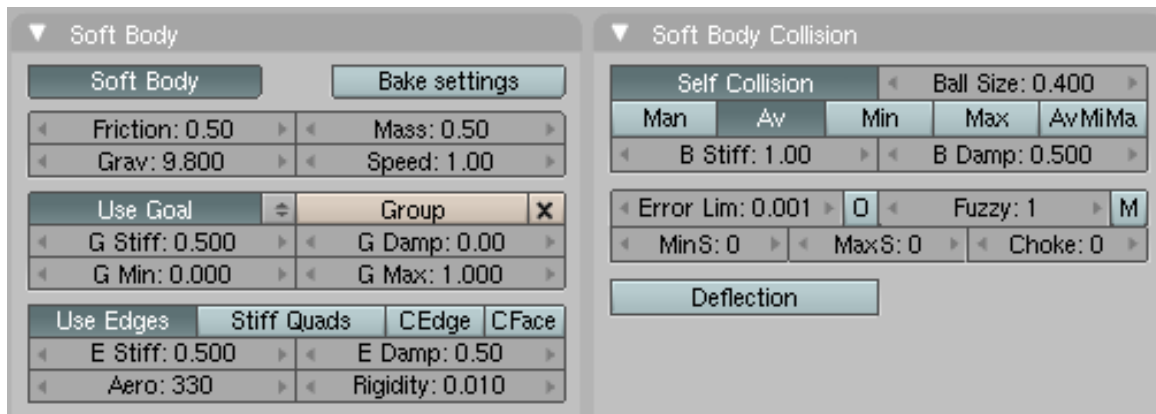 Soft Body
Soft Body Bake settings
Friction: 0.50 Mass: 0.50
Grav: 9.800 Speed: 1.00
Use Goal Group x
G Stiff: 0.500 G Damp: 0.00
G Min: 0.000 G Max: 1.000
Use Edges Stiff Quads CEdge CFace
E Stiff: 0.500 E Damp: 0.50
Aero: 330 Rigidity: 0.010
Soft Body Collision
Self Collision Ball Size: 0.400
Man Av Min Max AvMiMa
B Stiff: 1.00 B Damp: 0.500
Error Lim: 0.001 O Fuzzy: 1 M
MinS: 0 MaxS: 0 Choke: 0
Deflection